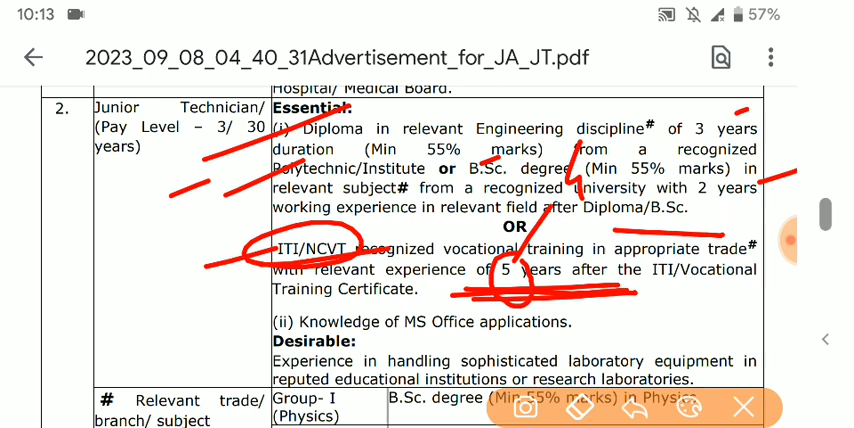 10:13
57%
2023_09_08_04_40_31Advertisement_for_JA_JT.pdf
Hospital/ Medical Board.
2.
Junior Technician/
(Pay Level – 3/ 30
years)
Essential:
(i) Diploma in relevant Engineering discipline# of 3 years
duration (Min 55% marks) from a recognized
Polytechnic/Institute or B.Sc. degree (Min 55% marks) in
relevant subject# from a recognized university with 2 years
working experience in relevant field after Diploma/B.Sc.
OR
ITI/NCVT recognized vocational training in appropriate trade#
with relevant experience of 5 years after the ITI/Vocational
Training Certificate.
(ii) Knowledge of MS Office applications.
Desirable:
Experience in handling sophisticated laboratory equipment in
reputed educational institutions or research laboratories.
# Relevant trade/
branch/ subject
Group- I
(Physics)
B.Sc. degree (Min 55% marks) in Physics